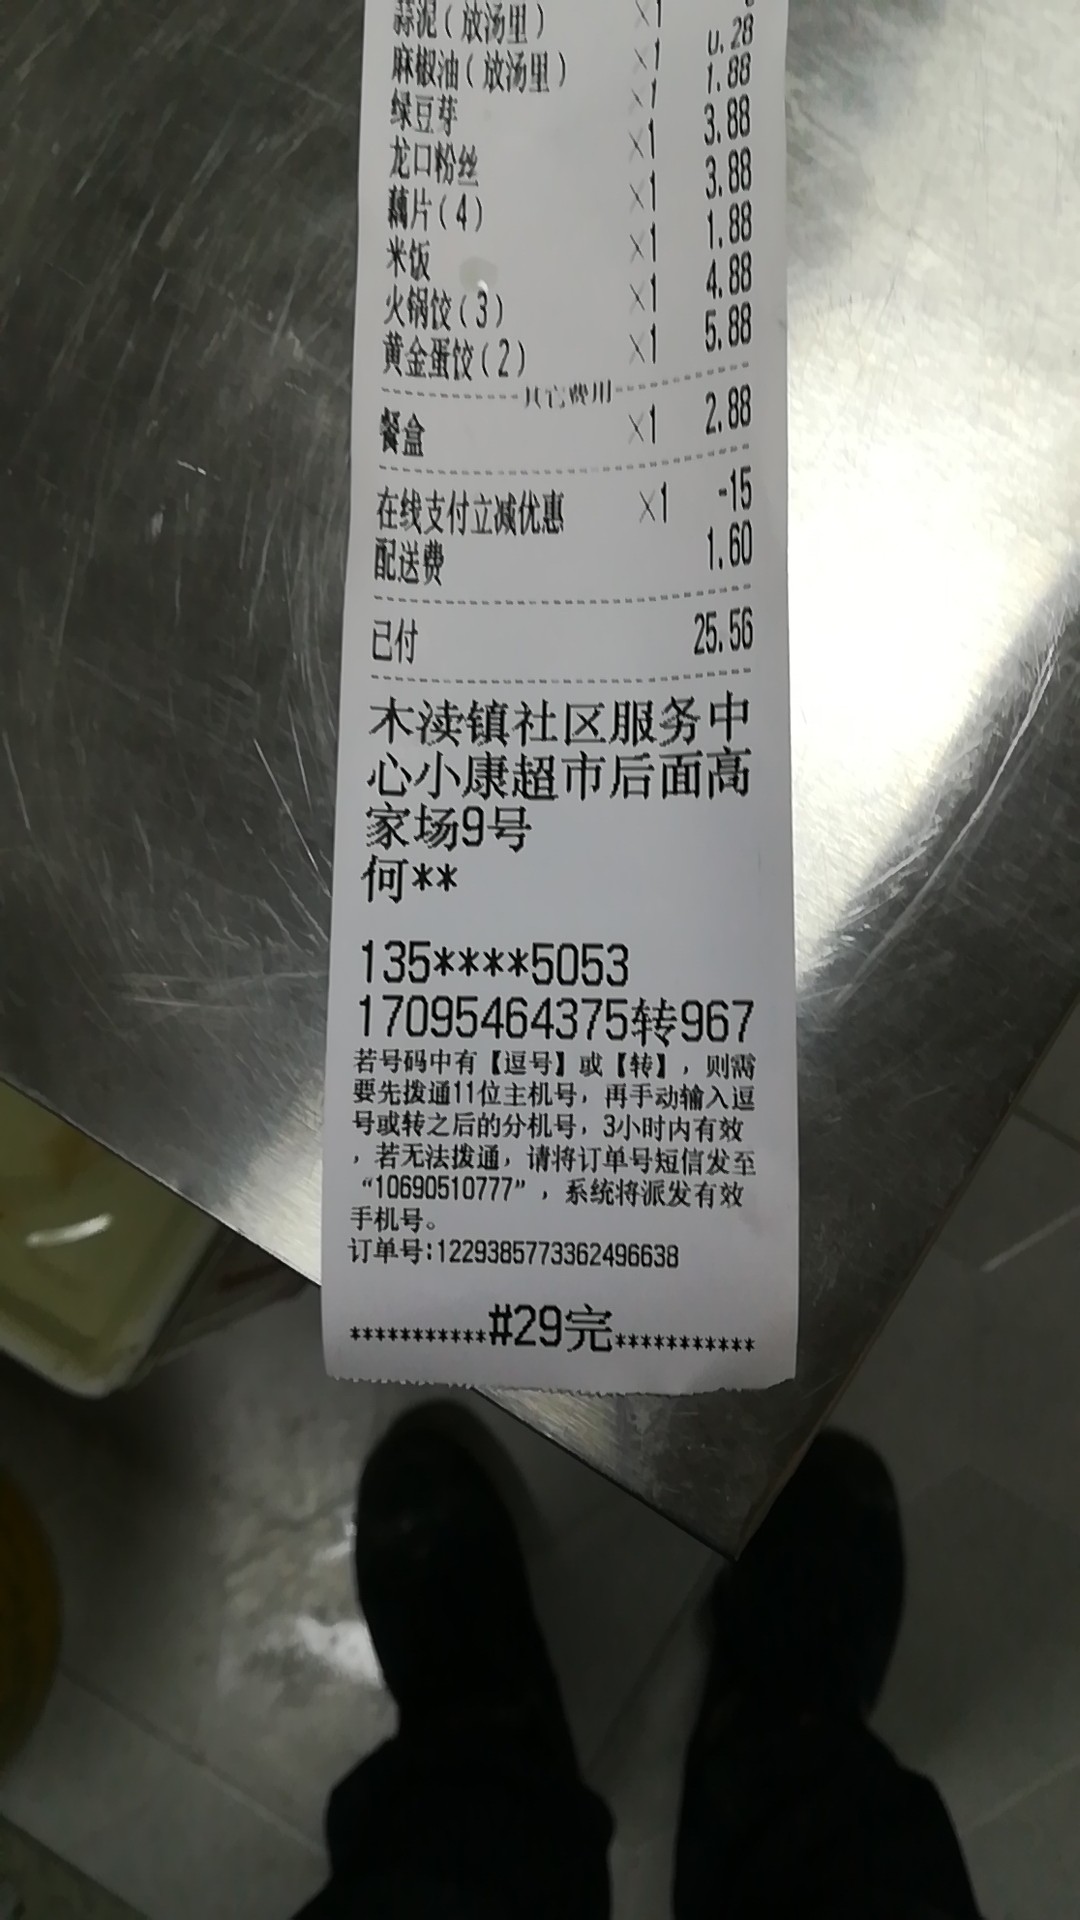 蒜泥(放汤里) ×1
麻椒油(放汤里) ×1 0.28
绿豆芽 ×1 1.88
龙口粉丝 ×1 3.88
藕片(4) ×1 3.88
米饭 ×1 1.88
火锅饺(3) ×1 4.88
黄金蛋饺(2) ×1 5.88
其它费用
餐盒 ×1 2.88
在线支付立减优惠 ×1 -15
配送费 1.60
已付 25.56
木渎镇社区服务中
心小康超市后面高
家场9号
何**
135****5053
17095464375转967
若号码中有【逗号】或【转】，则需
要先拨通11位主机号，再手动输入逗
号或转之后的分机号，3小时内有效
，若无法拨通，请将订单号短信发至
“10690510777”，系统将派发有效
手机号。
订单号:1229385773362496638
***********#29完***********